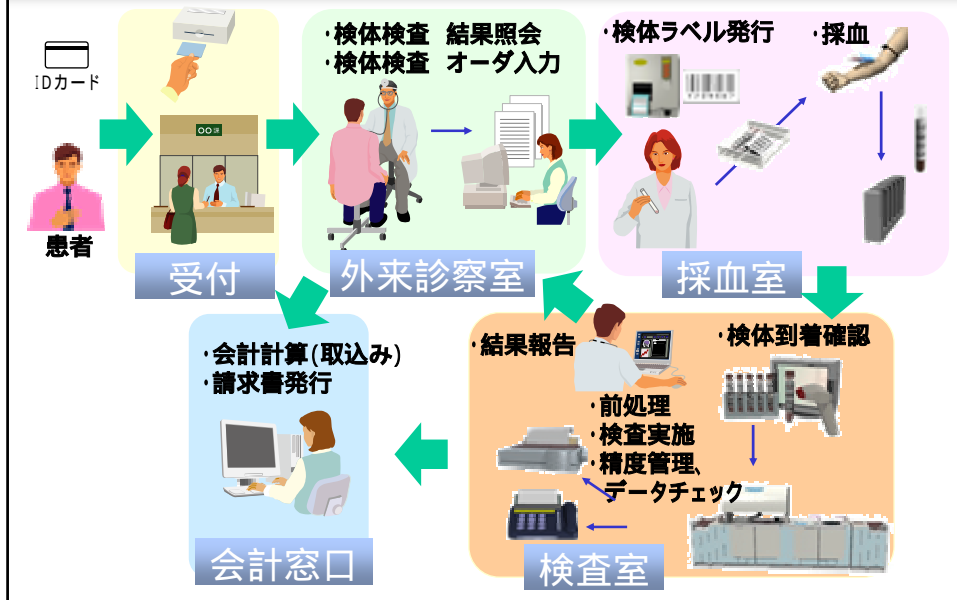 IDカード
患者
受付
・検体検査 結果照会
・検体検査 オーダ入力
外来診察室
・検体ラベル発行
・採血
採血室
・検体到着確認
・結果報告
・前処理
・検査実施
・精度管理、
データチェック
検査室
・会計計算(取込み)
・請求書発行
会計窓口